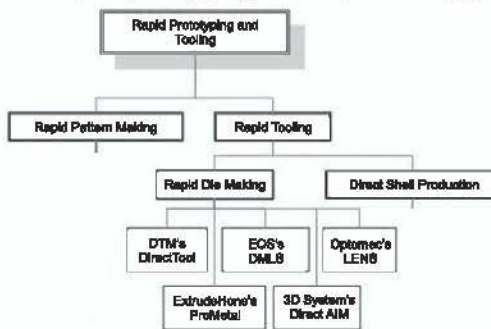 Rapid Prototyping and
Tooling
Rapid Pattern Making
Rapid Tooling
Rapid Die Making
Direct Shell Production
DTM's
DirectTool
EOS's
DMLS
Optomec's
LENS
ExtrudeHone's
ProMetal
3D System's
Direct AIM